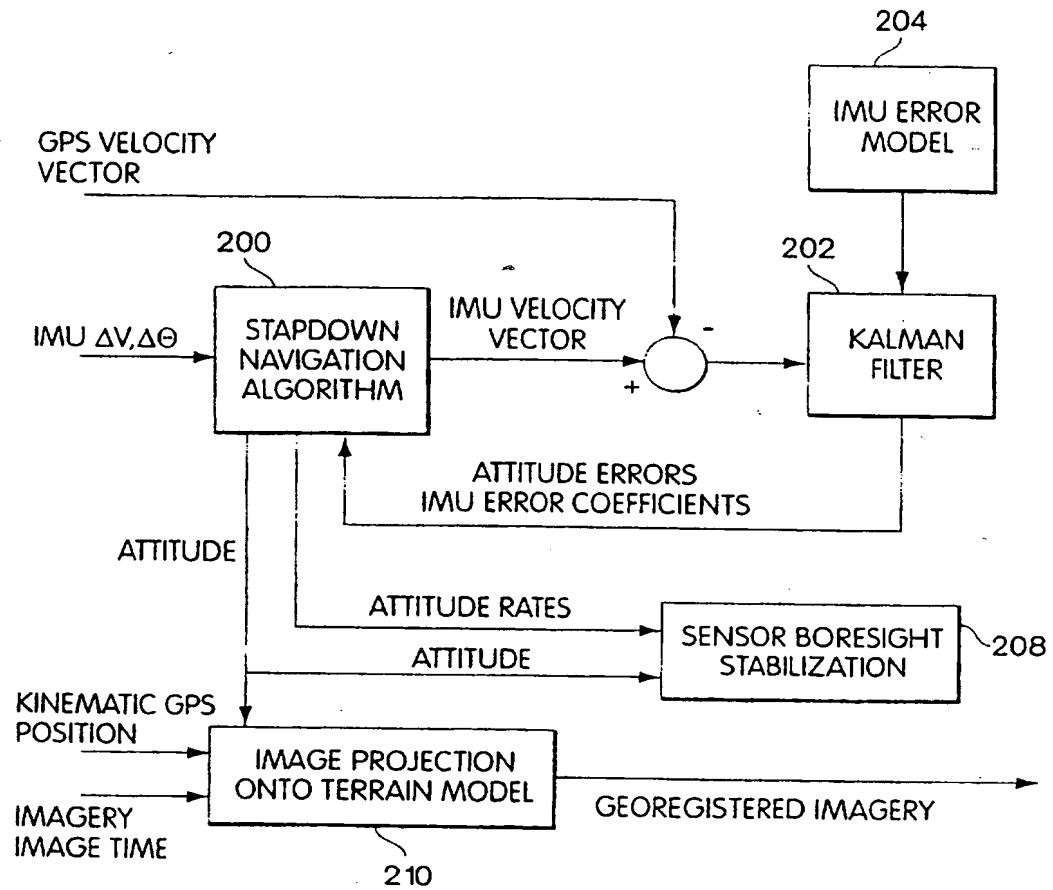 204
IMU ERROR
MODEL
GPS VELOCITY
VECTOR
200
202
IMU ΔV,ΔΘ
STAPDOWN
NAVIGATION
ALGORITHM
IMU VELOCITY
VECTOR
-
+
KALMAN
FILTER
ATTITUDE ERRORS
IMU ERROR COEFFICIENTS
ATTITUDE
ATTITUDE RATES
ATTITUDE
SENSOR BORESIGHT
STABILIZATION
208
KINEMATIC GPS
POSITION
IMAGE PROJECTION
ONTO TERRAIN MODEL
GEOREGISTERED IMAGERY
IMAGERY
IMAGE TIME
210